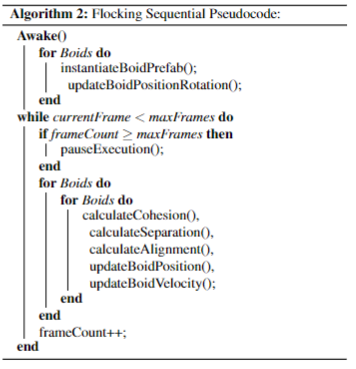 Algorithm 2: Flocking Sequential Pseudocode:
Awake()
for Boids do
instantiateBoidPrefab();
updateBoidPositionRotation();
end
while currentFrame < maxFrames do
if frameCount ≥ maxFrames then
pauseExecution();
end
for Boids do
for Boids do
calculateCohesion(),
calculateSeparation(),
calculateAlignment(),
updateBoidPosition(),
updateBoidVelocity();
end
end
frameCount++;
end